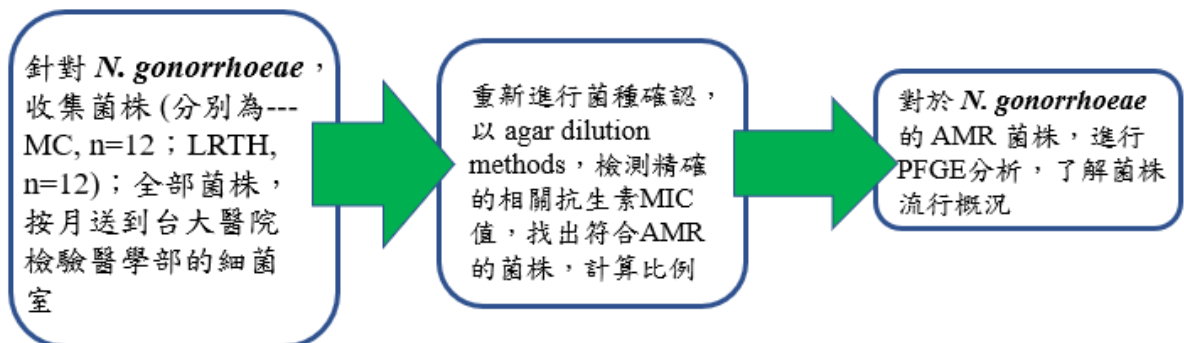 針對 N. gonorrhoeae，
收集菌株 (分別為---
MC, n=12；LRTH,
n=12)；全部菌株，
按月送到台大醫院
檢驗醫學部的細菌
室
重新進行菌種確認，
以 agar dilution
methods，檢測精確
的相關抗生素MIC
值，找出符合AMR
的菌株，計算比例
對於 N. gonorrhoeae
的 AMR 菌株，進行
PFGE分析，了解菌株
流行概況